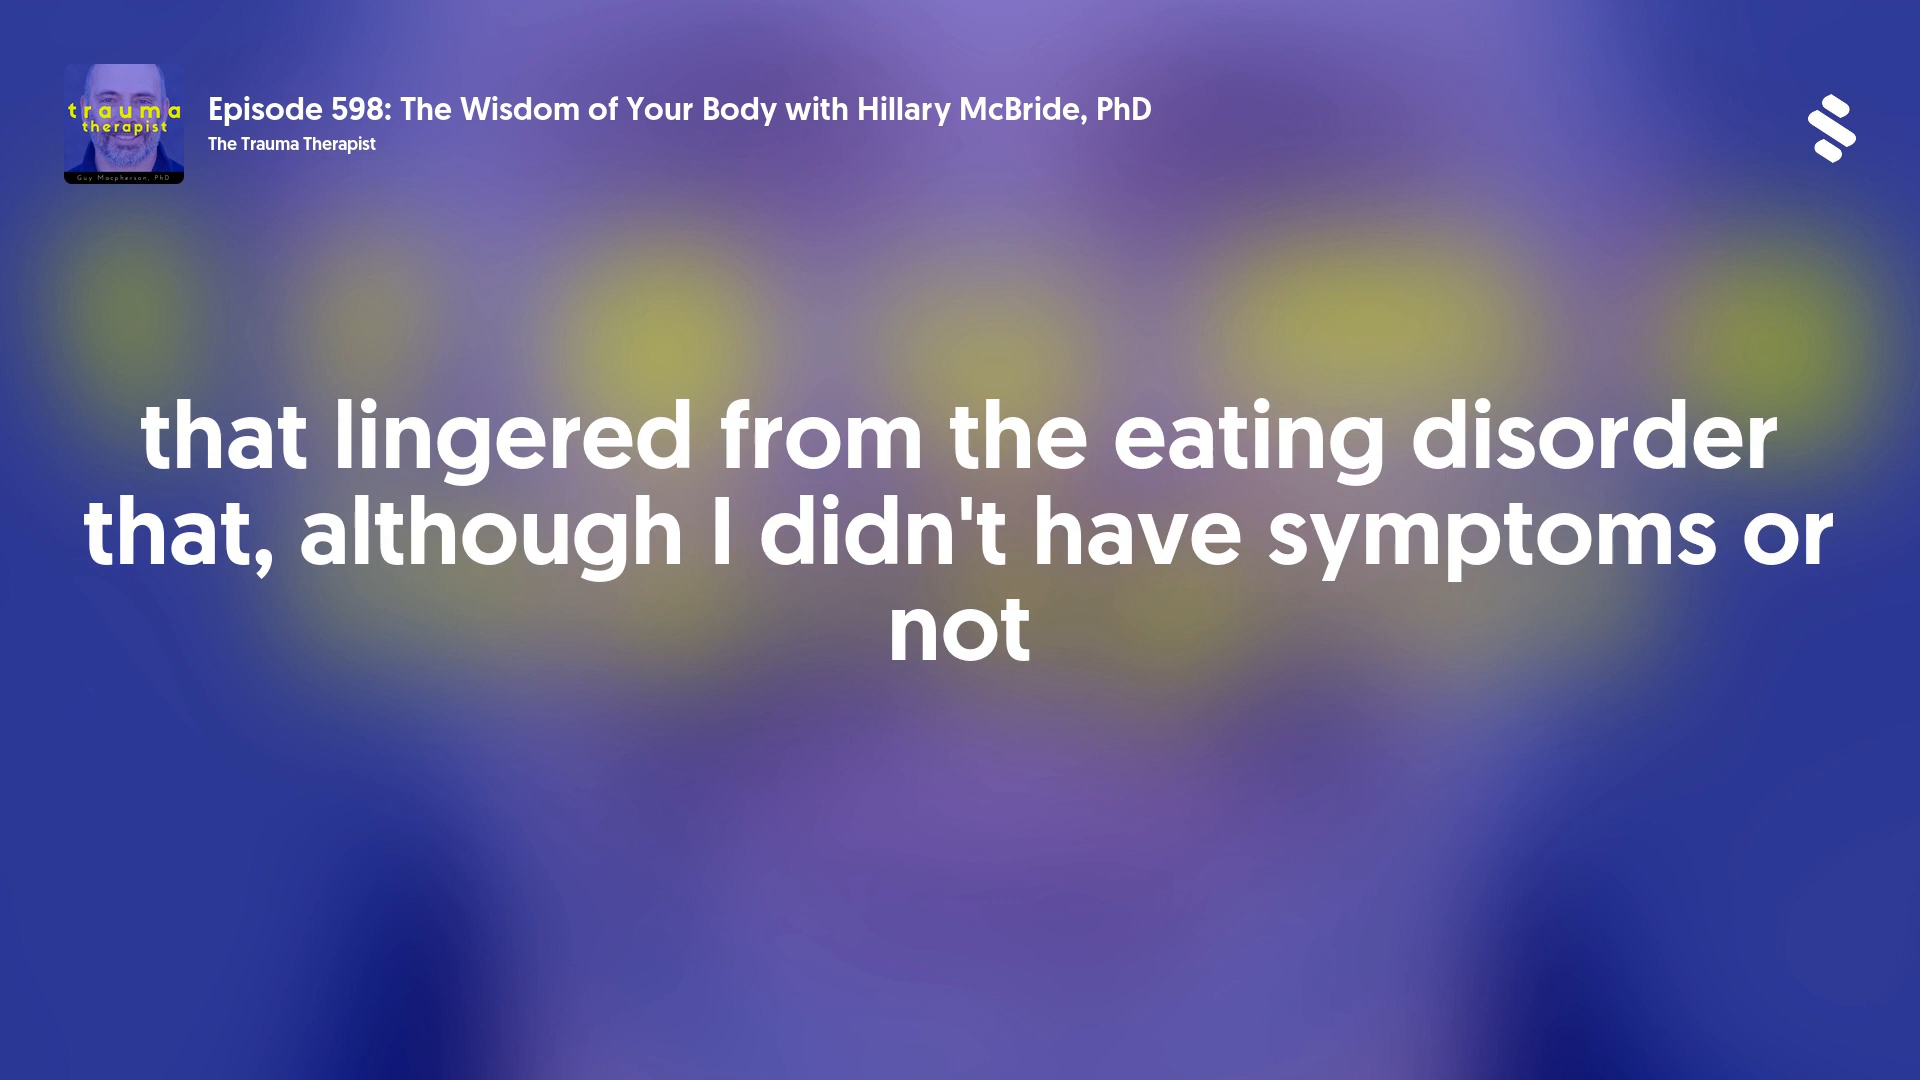 trauma
therapist
Guy Macpherson, PhD
Episode 598: The Wisdom of Your Body with Hillary McBride, PhD
The Trauma Therapist
that lingered from the eating disorder
that, although I didn't have symptoms or
not